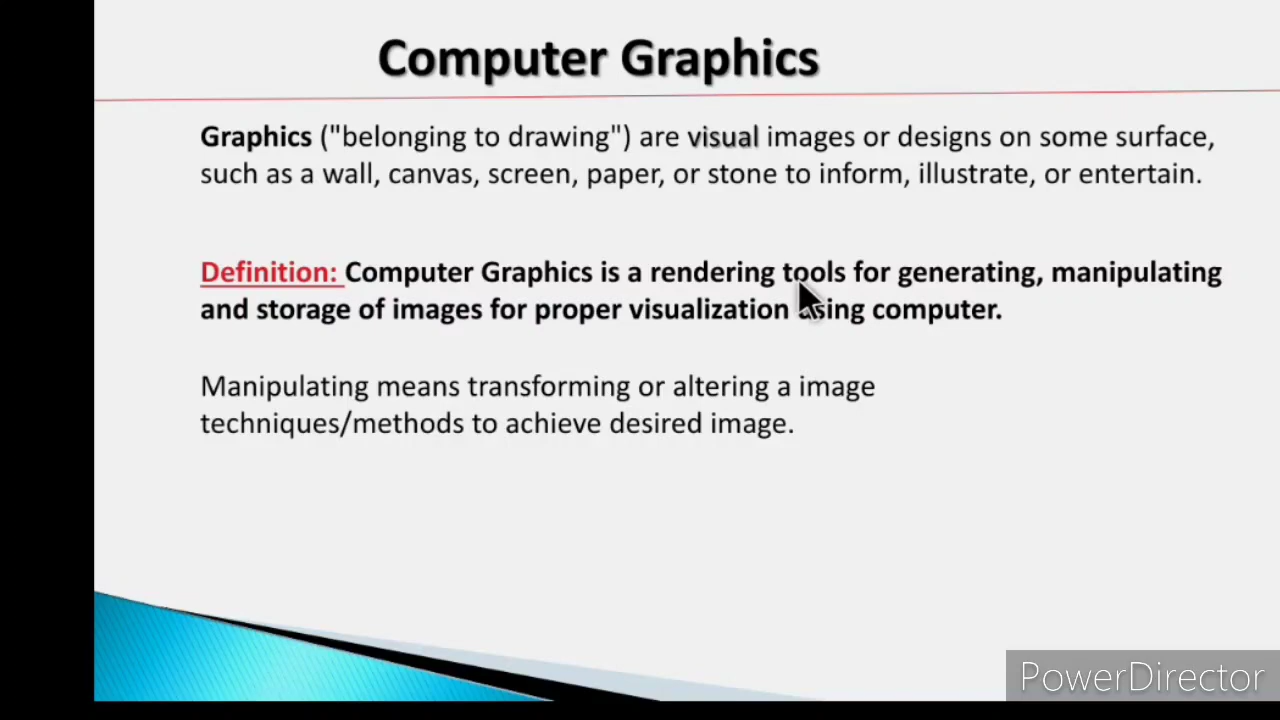 Computer Graphics
Graphics ("belonging to drawing") are visual images or designs on some surface,
such as a wall, canvas, screen, paper, or stone to inform, illustrate, or entertain.
Definition: Computer Graphics is a rendering tools for generating, manipulating
and storage of images for proper visualization using computer.
Manipulating means transforming or altering a image
techniques/methods to achieve desired image.
PowerDirector